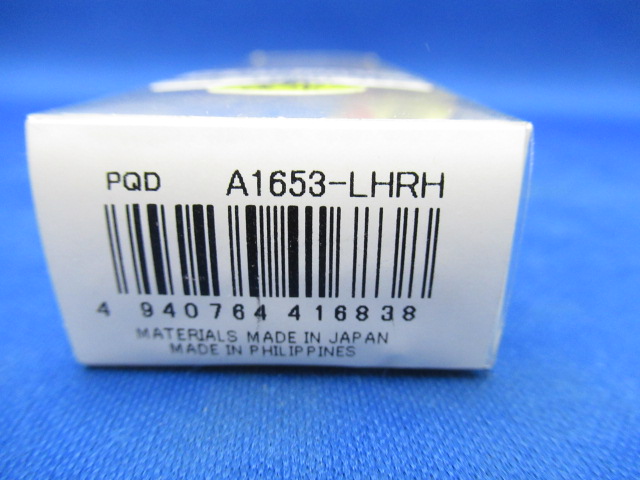 PQD A1653-LHRH
4 940764 416838
MATERIALS MADE IN JAPAN
MADE IN PHILIPPINES